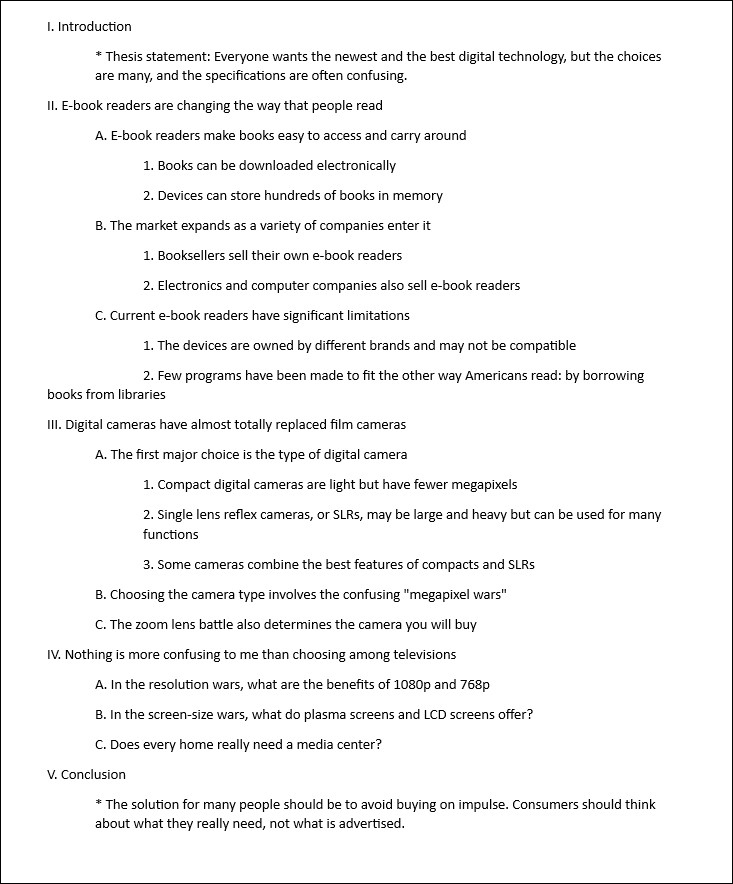 I. Introduction
* Thesis statement: Everyone wants the newest and the best digital technology, but the choices
are many, and the specifications are often confusing.
II. E-book readers are changing the way that people read
A. E-book readers make books easy to access and carry around
1. Books can be downloaded electronically
2. Devices can store hundreds of books in memory
B. The market expands as a variety of companies enter it
1. Booksellers sell their own e-book readers
2. Electronics and computer companies also sell e-book readers
C. Current e-book readers have significant limitations
1. The devices are owned by different brands and may not be compatible
2. Few programs have been made to fit the other way Americans read: by borrowing
books from libraries
III. Digital cameras have almost totally replaced film cameras
A. The first major choice is the type of digital camera
1. Compact digital cameras are light but have fewer megapixels
2. Single lens reflex cameras, or SLRs, may be large and heavy but can be used for many
functions
3. Some cameras combine the best features of compacts and SLRs
B. Choosing the camera type involves the confusing "megapixel wars"
C. The zoom lens battle also determines the camera you will buy
IV. Nothing is more confusing to me than choosing among televisions
A. In the resolution wars, what are the benefits of 1080p and 768p
B. In the screen-size wars, what do plasma screens and LCD screens offer?
C. Does every home really need a media center?
V. Conclusion
* The solution for many people should be to avoid buying on impulse. Consumers should think
about what they really need, not what is advertised.